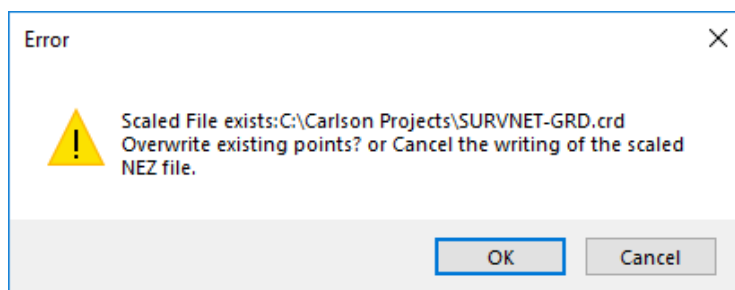 Error
Scaled File exists:C:\Carlson Projects\SURVNET-GRD.crd
Overwrite existing points? or Cancel the writing of the scaled
NEZ file.
OK
Cancel